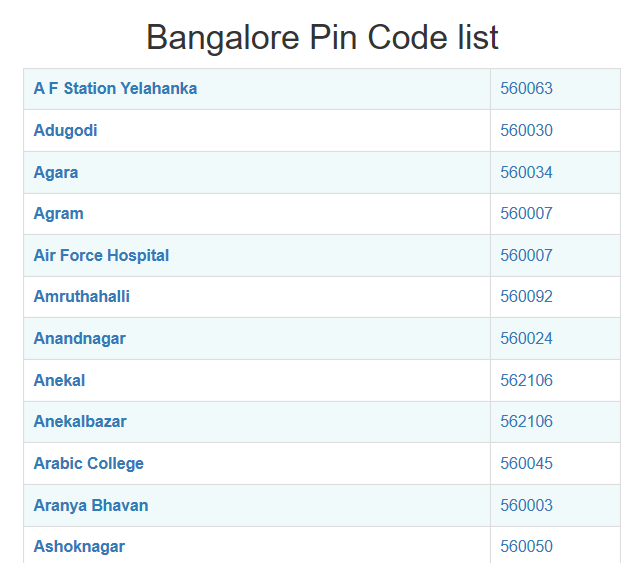 Bangalore Pin Code list
A F Station Yelahanka 560063
Adugodi 560030
Agara 560034
Agram 560007
Air Force Hospital 560007
Amruthahalli 560092
Anandnagar 560024
Anekal 562106
Anekalbazar 562106
Arabic College 560045
Aranya Bhavan 560003
Ashoknagar 560050